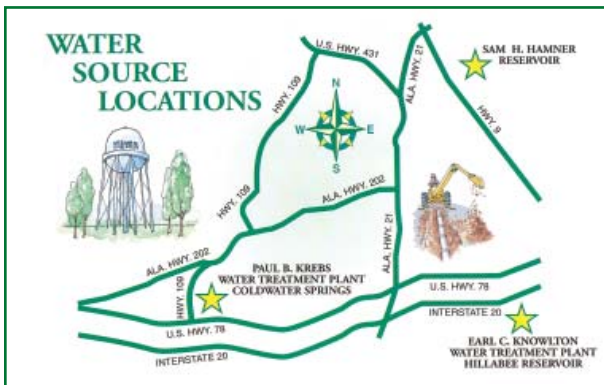 WATER
SOURCE
LOCATIONS
U.S. HWY. 431
ALA. HWY. 21
SAM H. HAMNER
RESERVOIR
HWY. 109
HWY. 9
N
W E
S
HWY. 109
ALA. HWY. 202
ALA. HWY. 21
ALA. HWY. 202
HWY. 109
PAUL B. KREBS
WATER TREATMENT PLANT
COLDWATER SPRINGS
U.S. HWY. 78
U.S. HWY. 78
INTERSTATE 20
INTERSTATE 20
EARL C. KNOWLTON
WATER TREATMENT PLANT
HILLABEE RESERVOIR